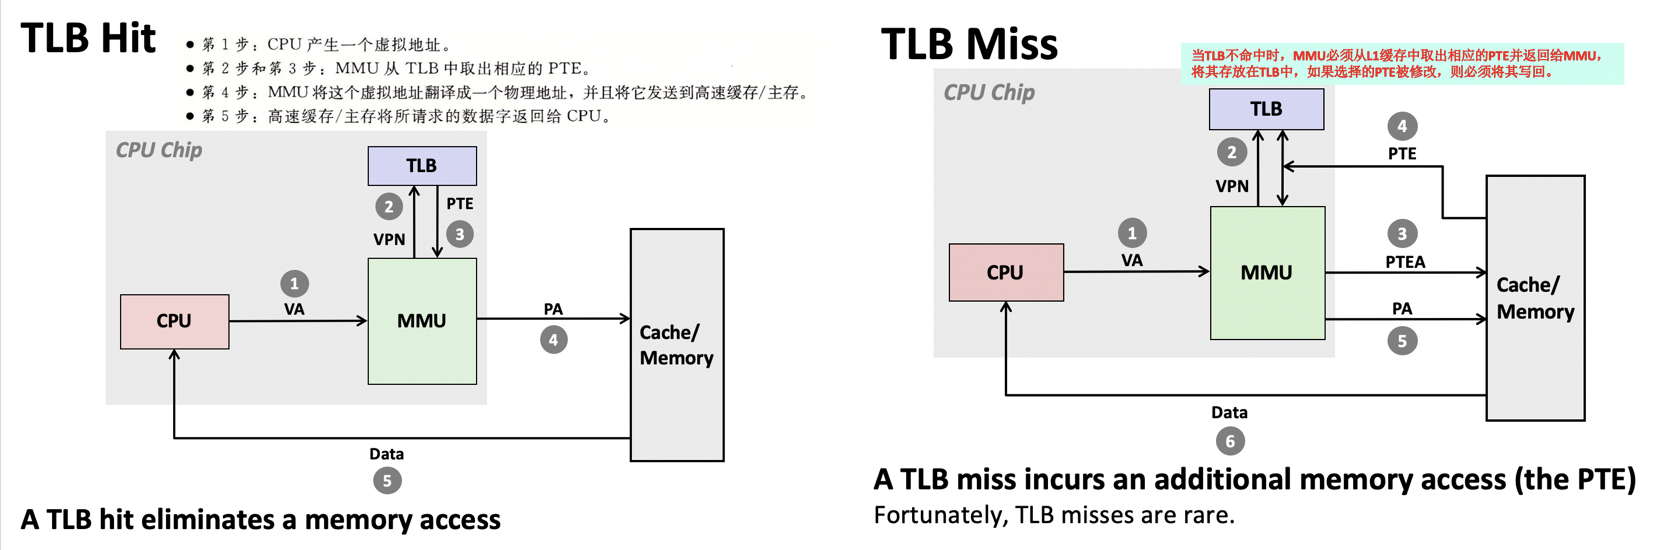 TLB Hit
● 第 1 步：CPU 产生一个虚拟地址。
● 第 2 步和第 3 步：MMU 从 TLB 中取出相应的 PTE。
● 第 4 步：MMU 将这个虚拟地址翻译成一个物理地址，并且将它发送到高速缓存/主存。
● 第 5 步：高速缓存/主存将所请求的数据字返回给 CPU。
CPU Chip
TLB
2
PTE
VPN
3
1
VA
CPU
MMU
PA
4
Cache/
Memory
Data
5
A TLB hit eliminates a memory access
TLB Miss
当TLB不命中时，MMU必须从L1缓存中取出相应的PTE并返回给MMU，
将其存放在TLB中，如果选择的PTE被修改，则必须将其写回。
CPU Chip
TLB
4
PTE
2
VPN
1
VA
3
PTEA
CPU
MMU
Cache/
Memory
PA
5
Data
6
A TLB miss incurs an additional memory access (the PTE)
Fortunately, TLB misses are rare.